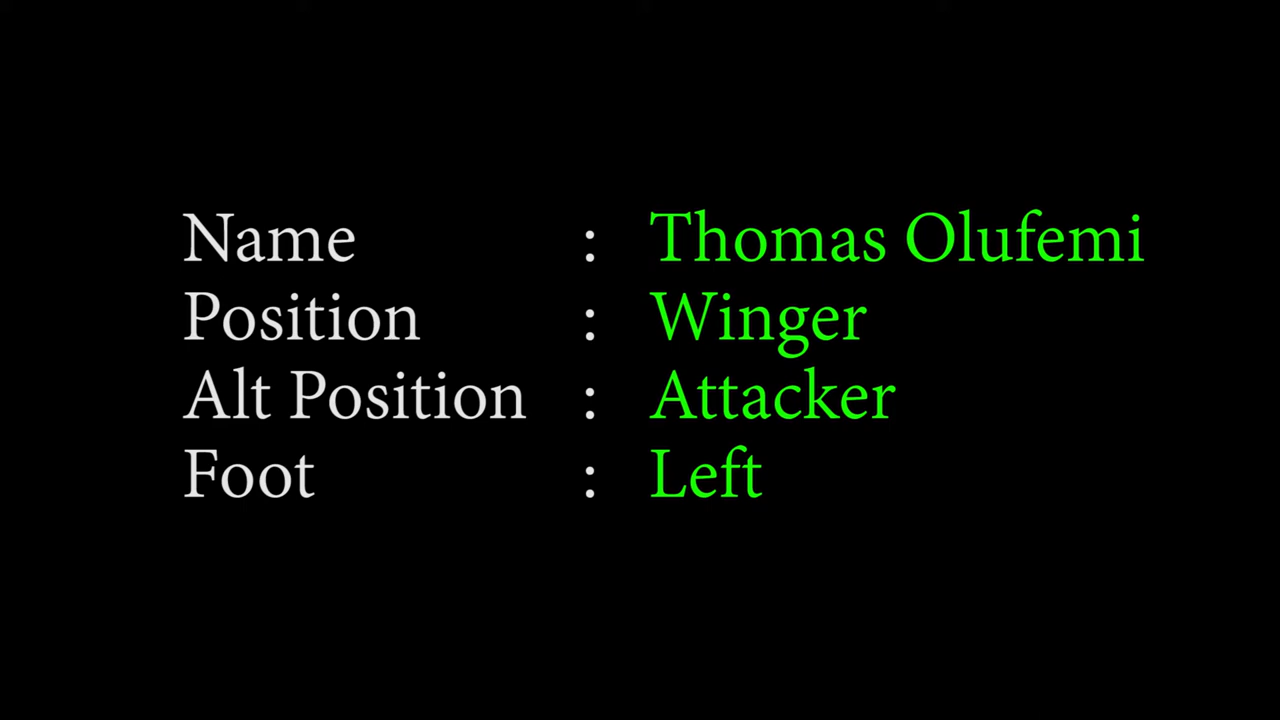 Name : Thomas Olufemi
Position : Winger
Alt Position : Attacker
Foot : Left